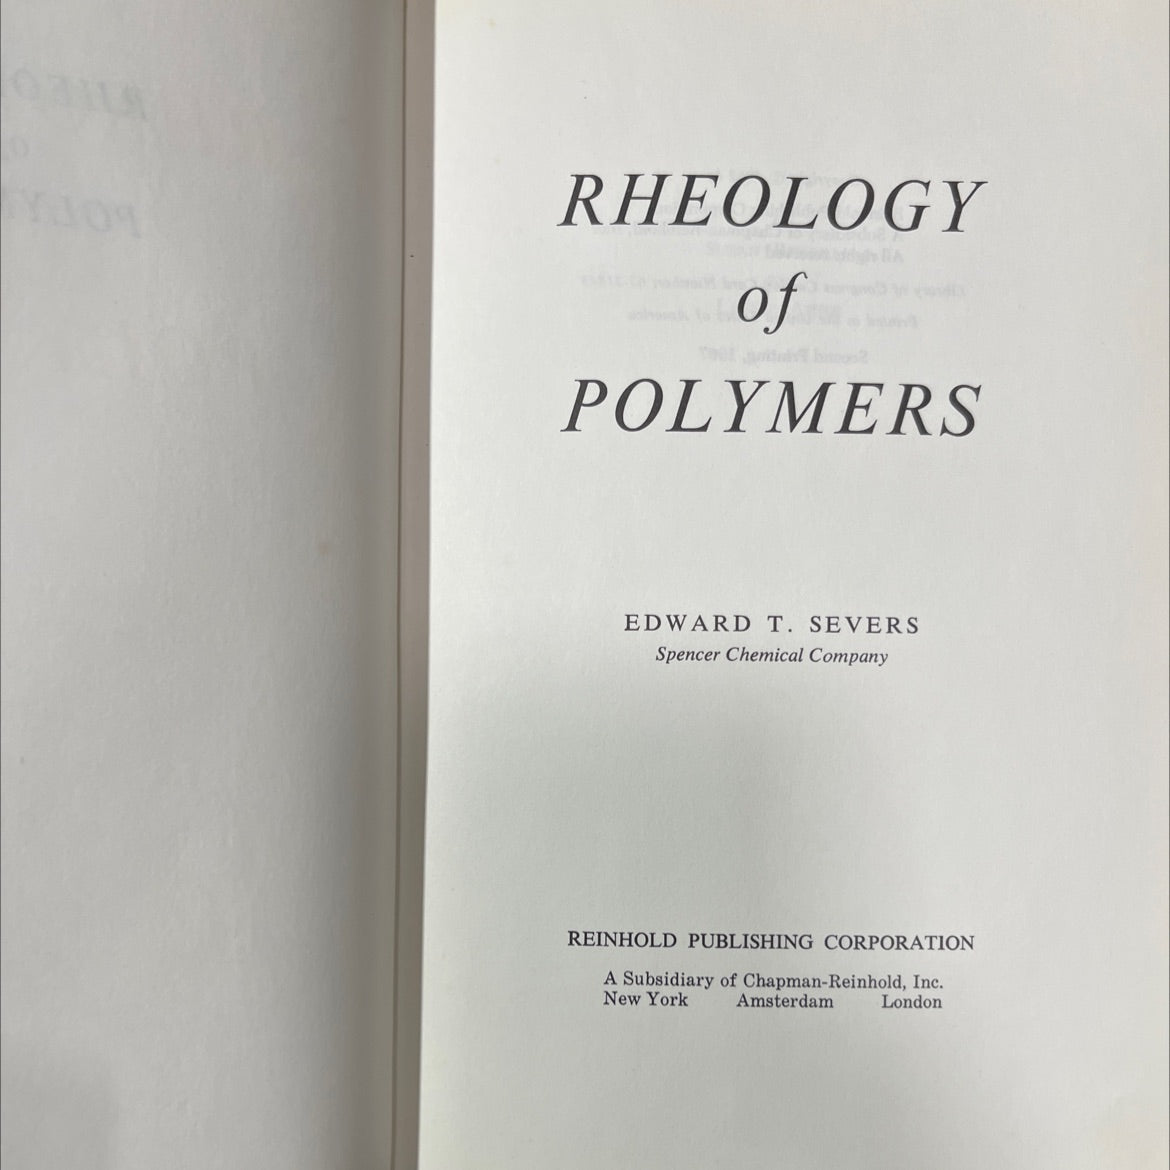 RHEOLOGY
of
POLYMERS
EDWARD T. SEVERS
Spencer Chemical Company
REINHOLD PUBLISHING CORPORATION
A Subsidiary of Chapman-Reinhold, Inc.
New York Amsterdam London